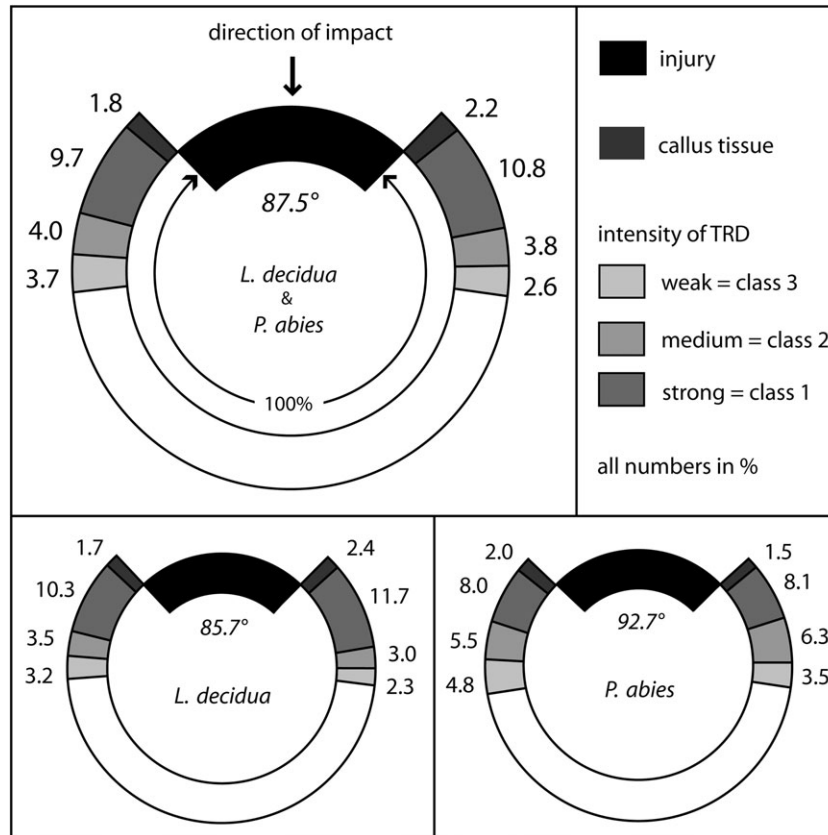 direction of impact
1.8
2.2
9.7
10.8
4.0
3.8
3.7
2.6
87.5°
L. decidua
&
P. abies
100%
injury
callus tissue
intensity of TRD
weak = class 3
medium = class 2
strong = class 1
all numbers in %
1.7
2.4
10.3
11.7
3.5
3.0
3.2
2.3
85.7°
L. decidua
2.0
1.5
8.0
8.1
5.5
6.3
4.8
3.5
92.7°
P. abies